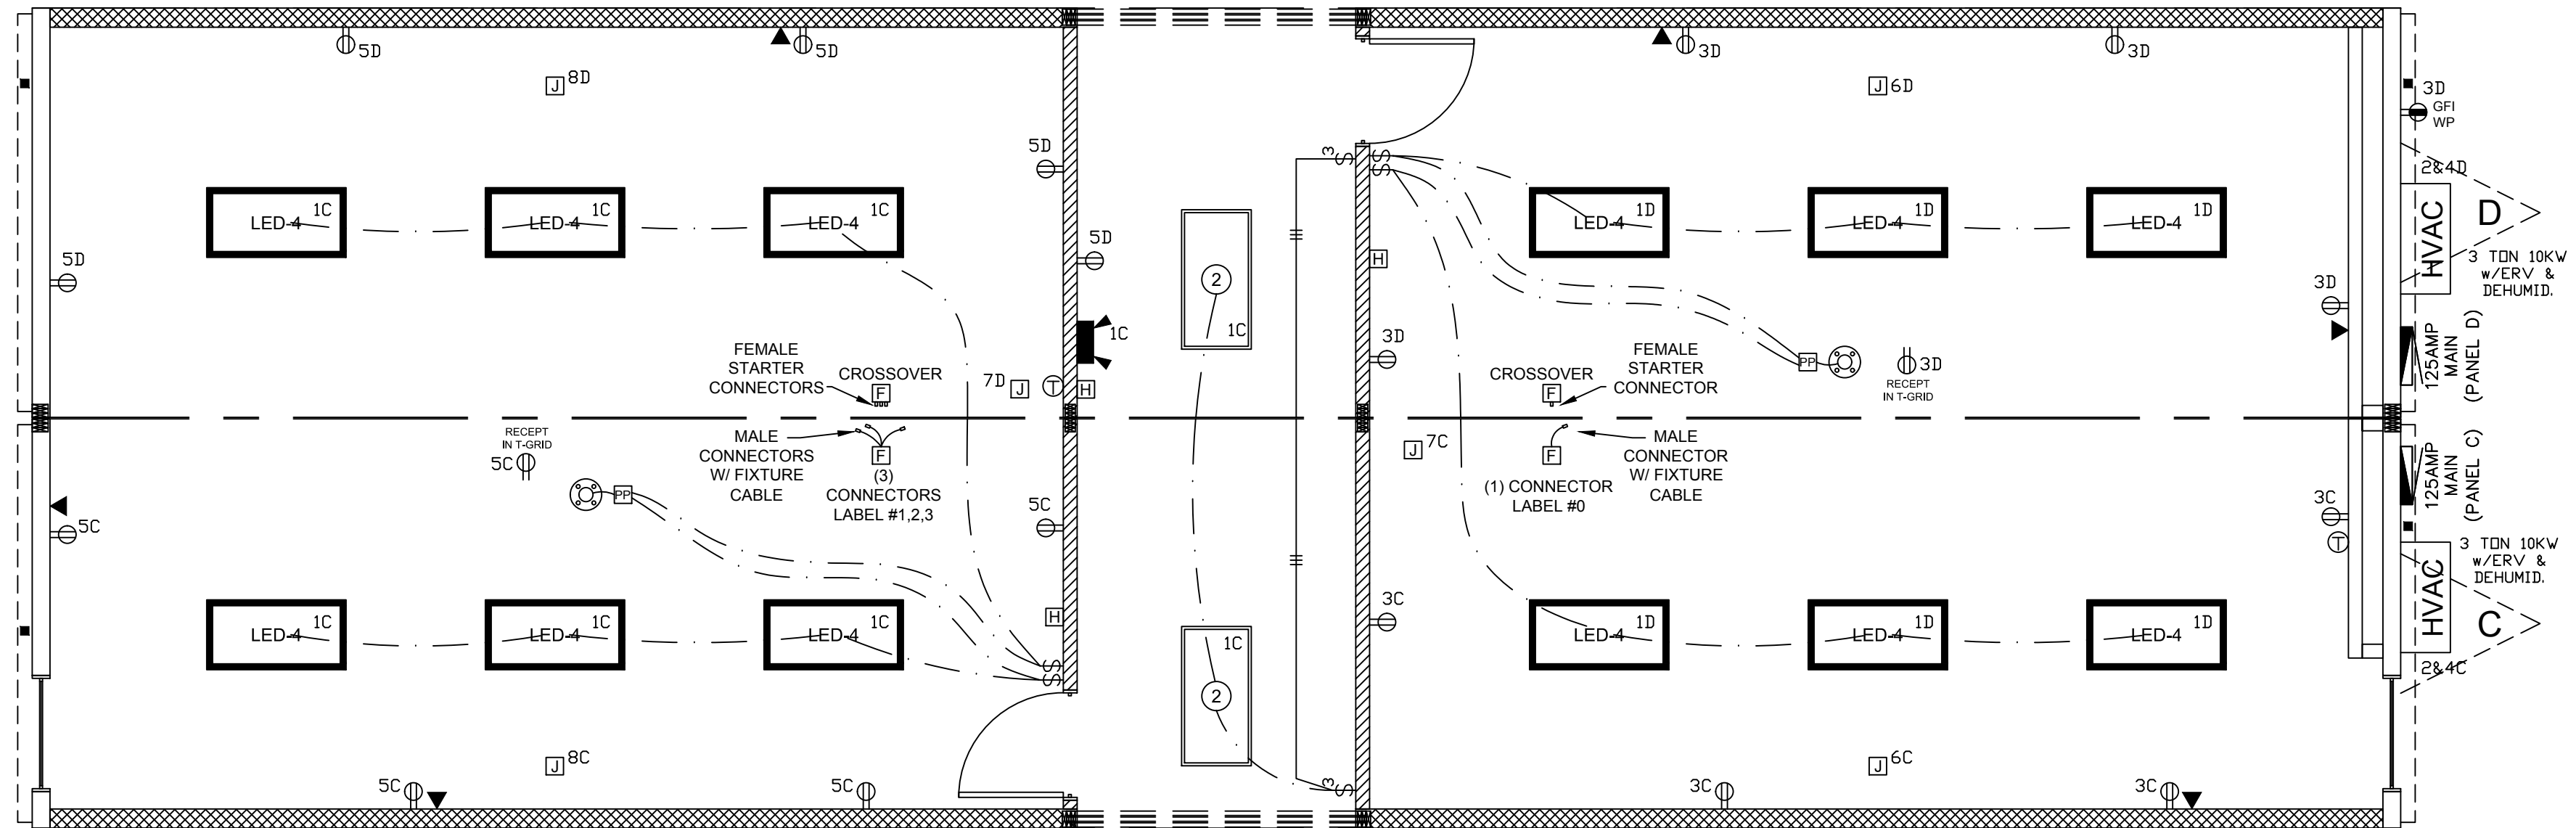 5D
5D
3D
3D
J 8D
J 6D
3D
GFI
WP
5D
3
S
S
S
2&4D
LED-4 1C
LED-4 1C
LED-4 1C
LED-4 1D
LED-4 1D
LED-4 1D
HVAC
D
3 TON 10KW
w/ERV &
DEHUMID.
5D
5D
H
2
1C
3D
1C
3D
125AMP
MAIN
(PANEL D)
FEMALE
STARTER
CONNECTORS
CROSSOVER
F
7D J
T
H
CROSSOVER
F
FEMALE
STARTER
CONNECTOR
PP
3D
RECEPT
IN T-GRID
RECEPT
IN T-GRID
5C
MALE
CONNECTORS
W/ FIXTURE
CABLE
F
(3)
CONNECTORS
LABEL #1,2,3
J 7C
F
(1) CONNECTOR
LABEL #0
MALE
CONNECTOR
W/ FIXTURE
CABLE
125AMP
MAIN
(PANEL C)
PP
5C
5C
3C
T
3 TON 10KW
w/ERV &
DEHUMID.
HVAC
C
H
3C
LED-4 1C
LED-4 1C
LED-4 1C
1C
2
LED-4 1D
LED-4 1D
LED-4 1D
2&4C
S
S
J 8C
J 6C
5C
5C
3
S
3C
3C